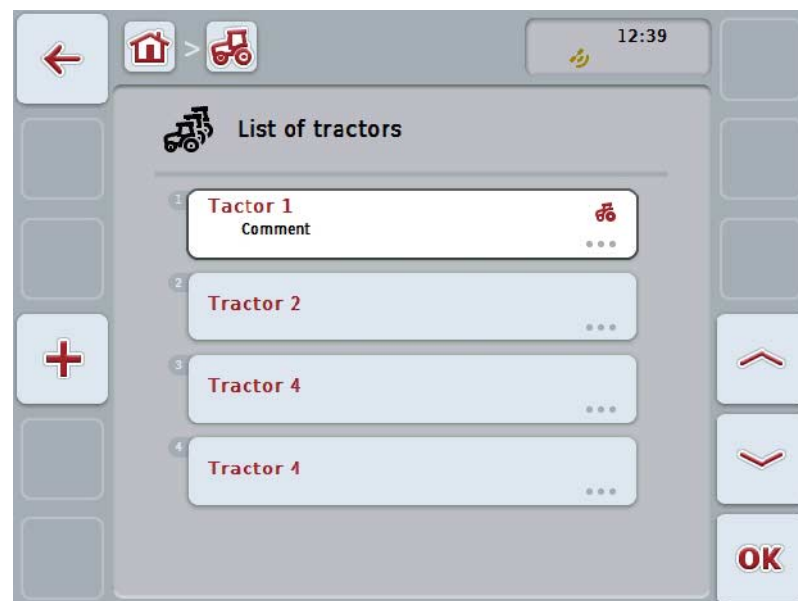 12:39
List of tractors
1
Tactor 1
Comment
2
Tractor 2
3
Tractor 4
4
Tractor 4
OK